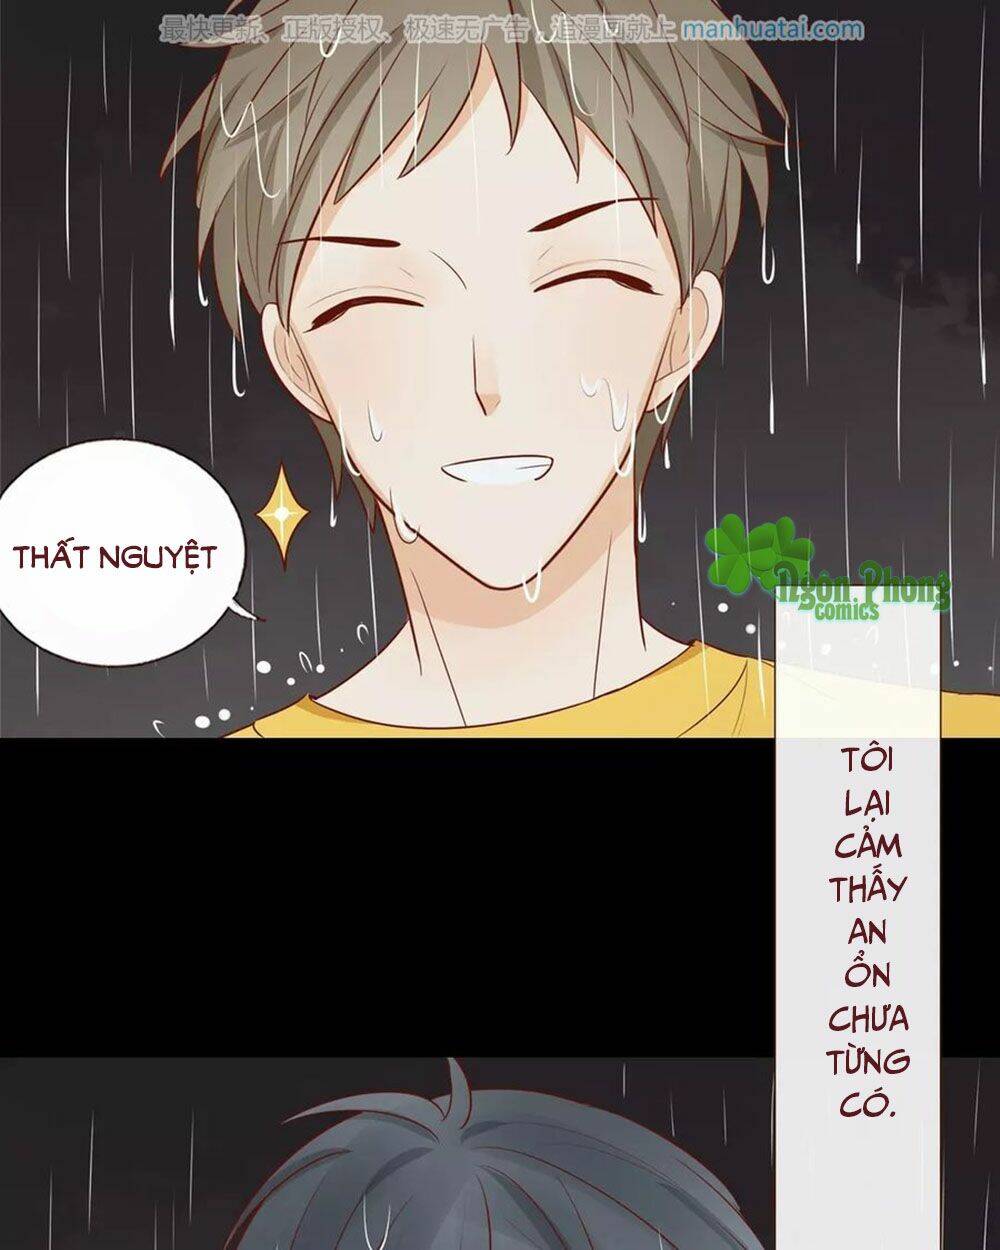 最快更新、正版授权、极速无广告，追漫画就上 manhuatai.com
THẤT NGUYỆT
Ngôn Phong
comics
TÔI
LẠI
CẢM
THẤY
AN
ỔN
CHƯA
TỪNG
CÓ.